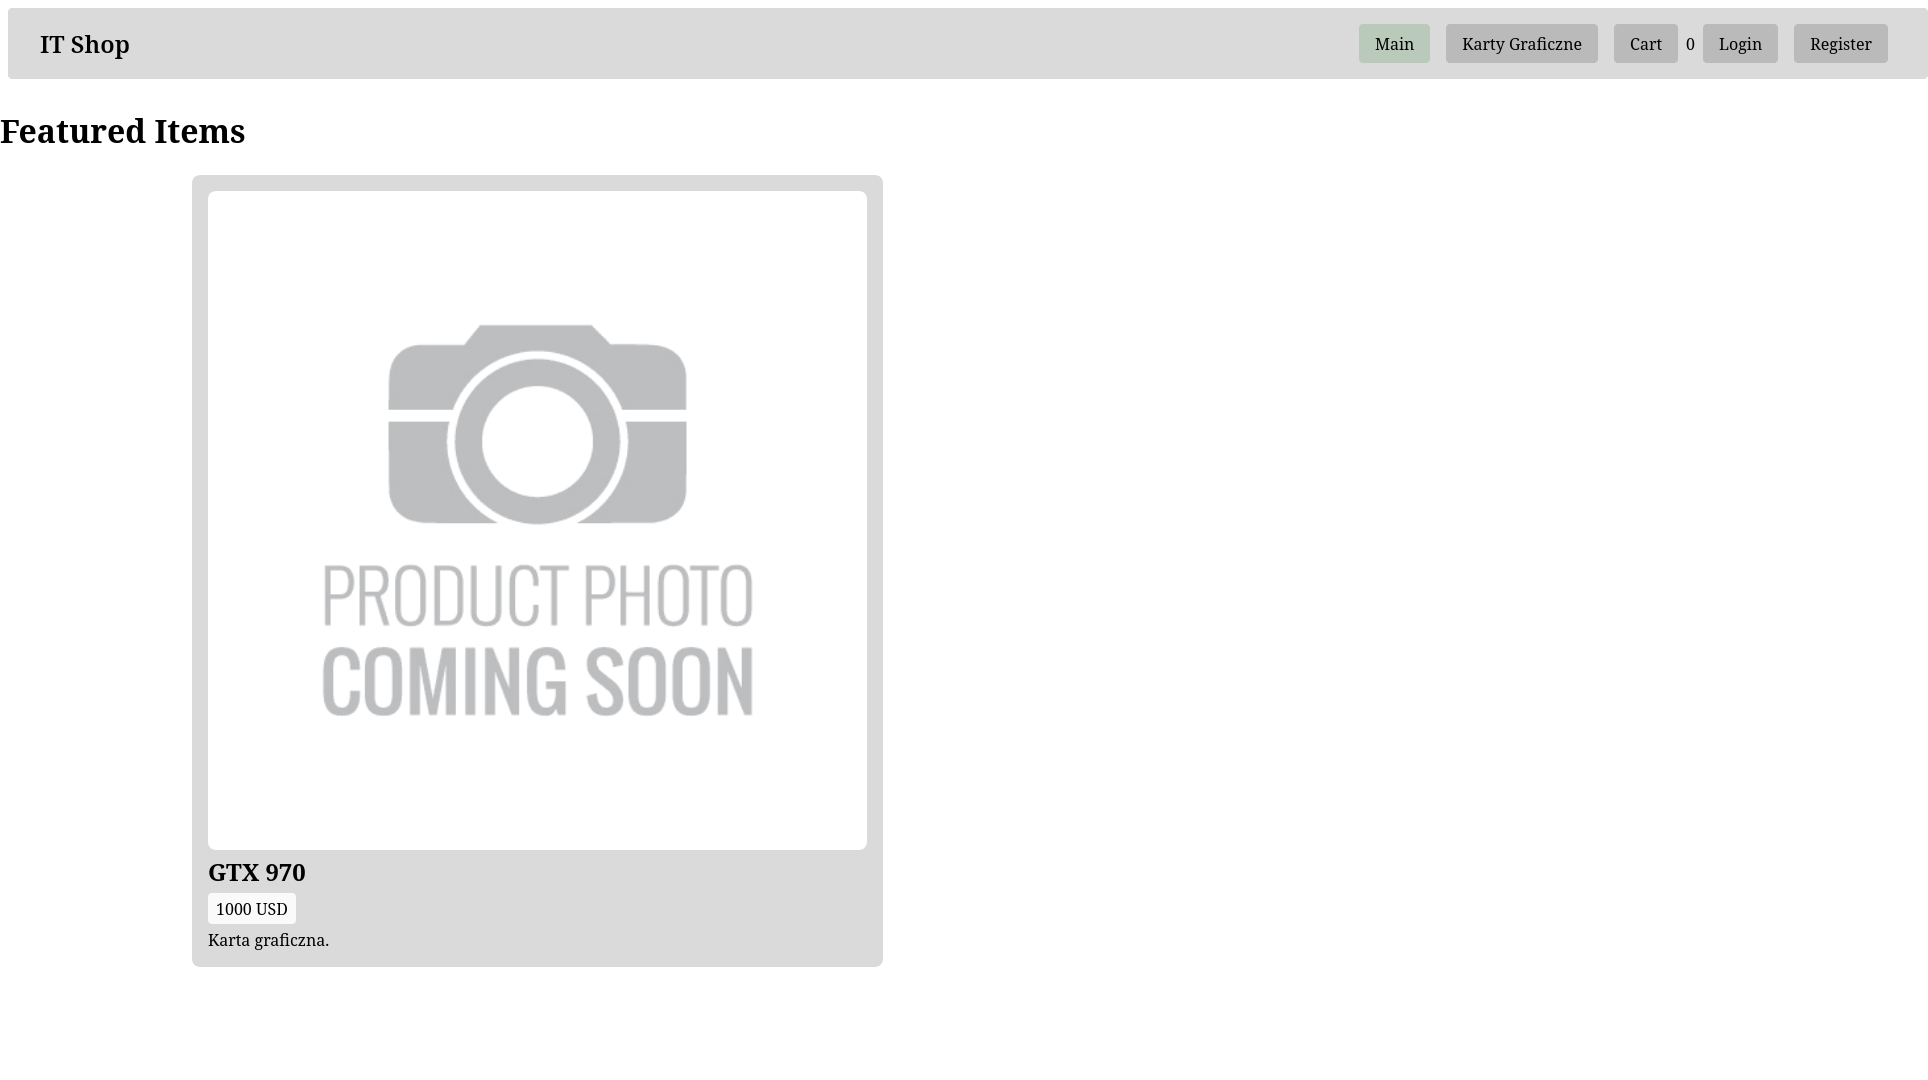 IT Shop
Main
Karty Graficzne
Cart
0
Login
Register
Featured Items
PRODUCT PHOTO
COMING SOON
GTX 970
1000 USD
Karta graficzna.